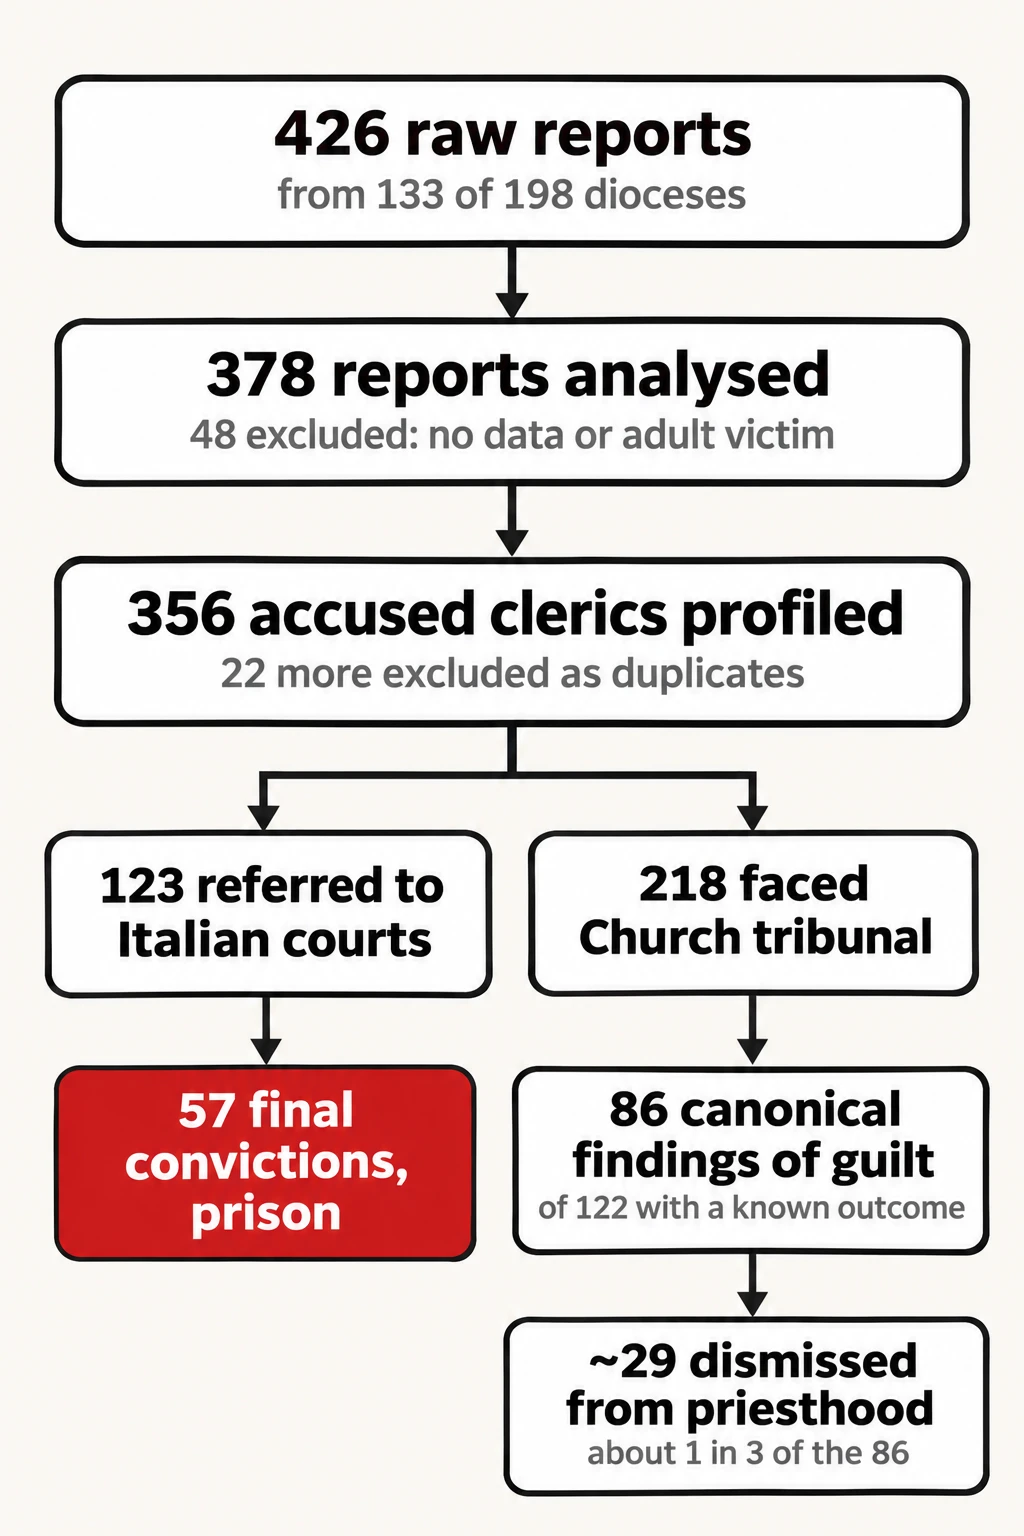 426 raw reports
from 133 of 198 dioceses
378 reports analysed
48 excluded: no data or adult victim
356 accused clerics profiled
22 more excluded as duplicates
123 referred to
Italian courts
218 faced
Church tribunal
57 final
convictions,
prison
86 canonical
findings of guilt
of 122 with a known outcome
~29 dismissed
from priesthood
about 1 in 3 of the 86